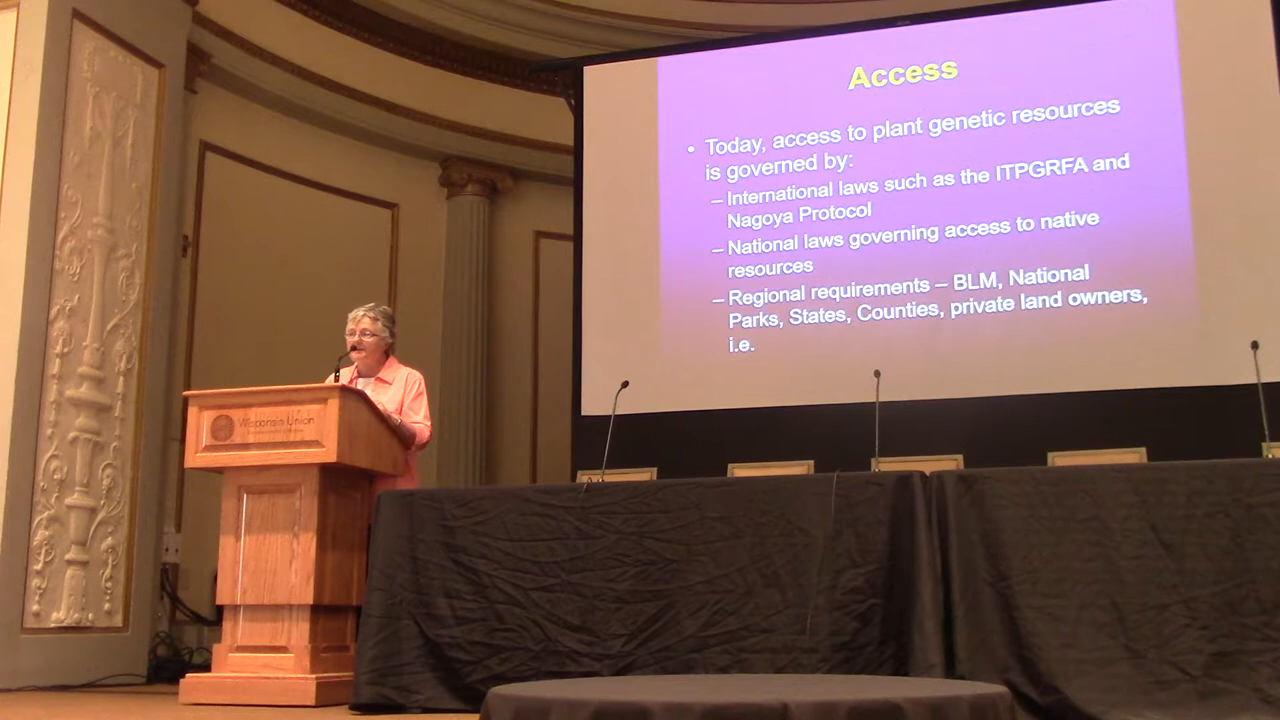 Access
• Today, access to plant genetic resources
is governed by:
– International laws such as the ITPGRFA and
Nagoya Protocol
– National laws governing access to native
resources
– Regional requirements – BLM, National
Parks, States, Counties, private land owners,
i.e.
Wisconsin Union